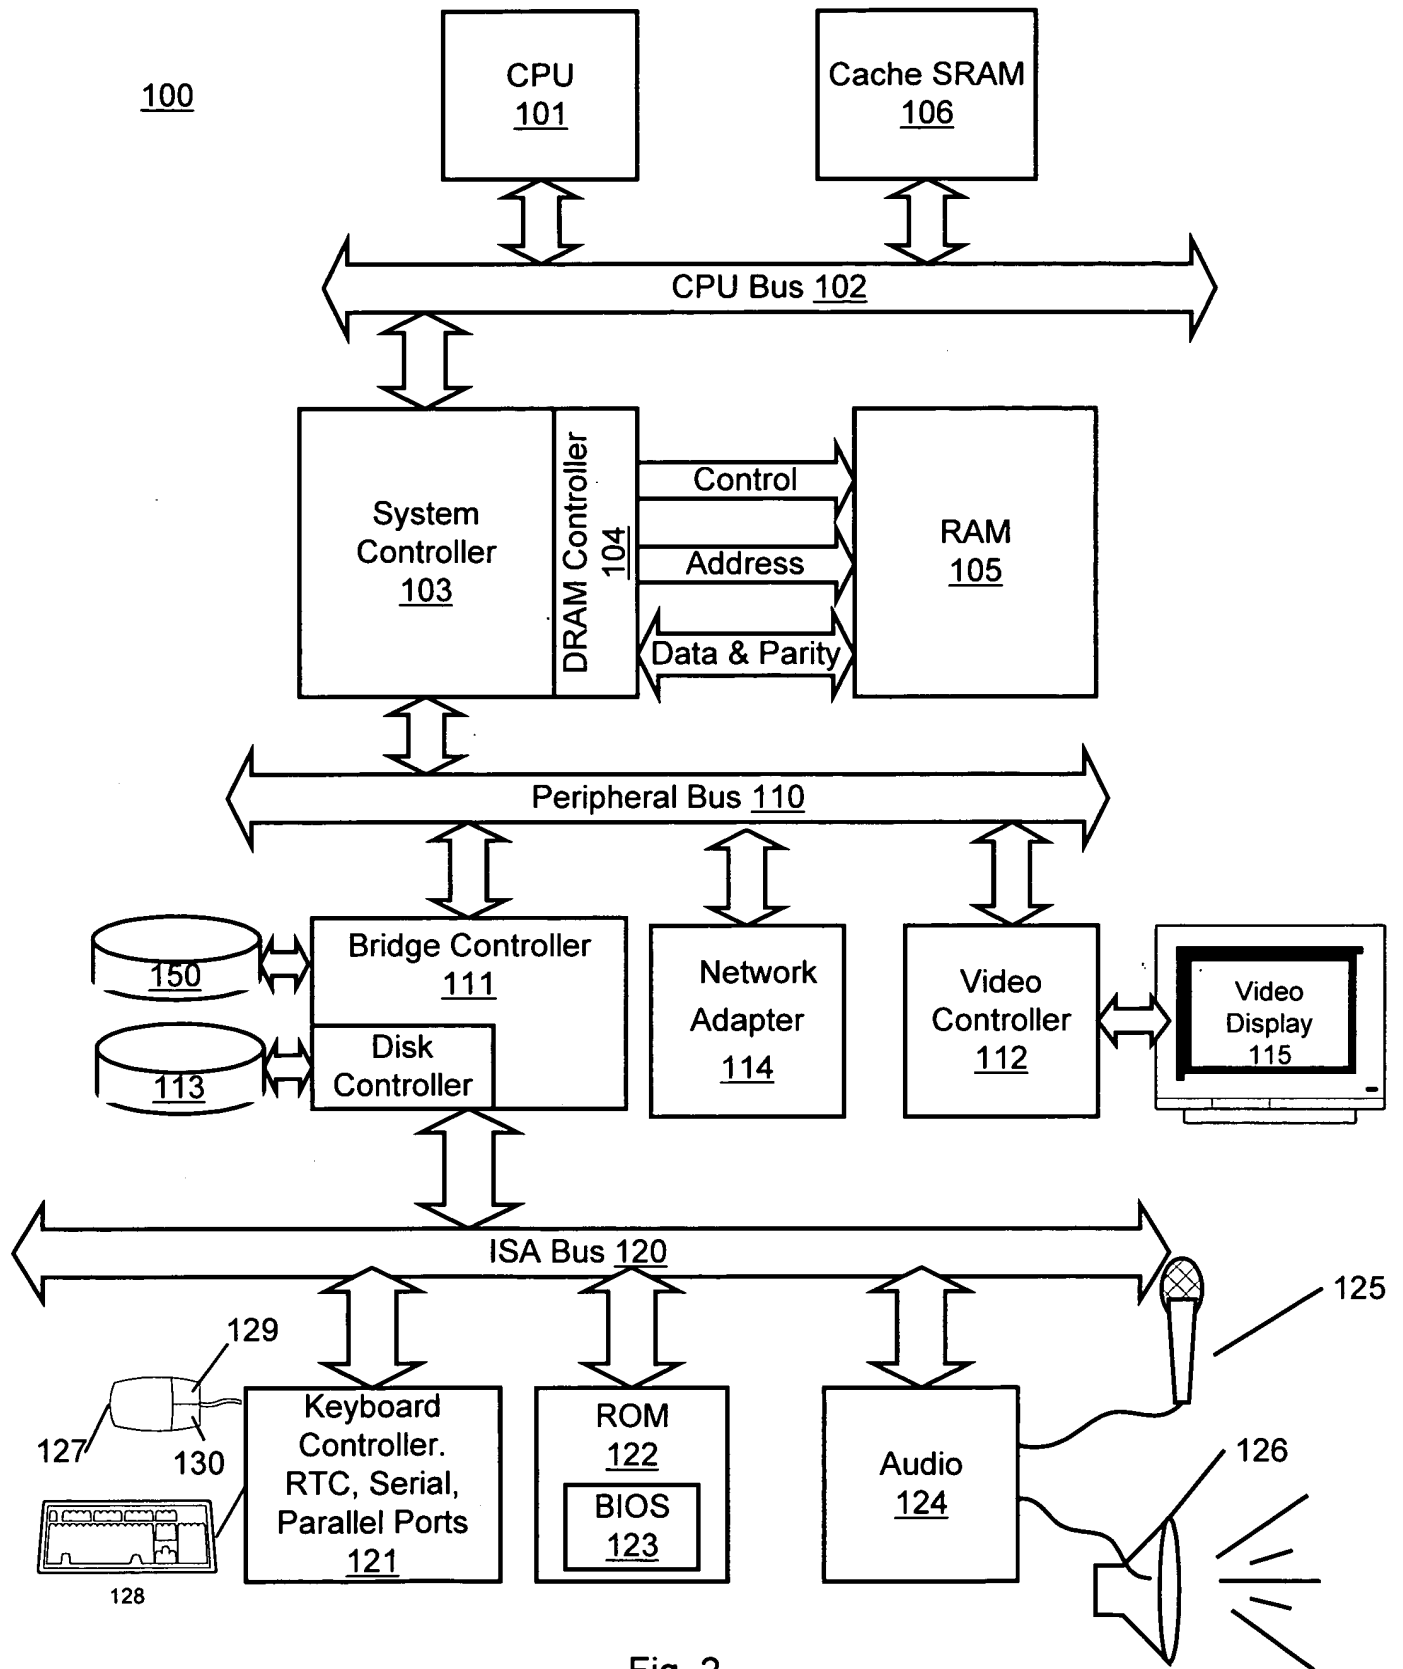 CPU
101
Cache SRAM
106
100
CPU Bus 102
System
Controller
103
DRAM Controller
104
Control
Address
Data & Parity
RAM
105
Peripheral Bus 110
150
113
Bridge Controller
111
Disk
Controller
Network
Adapter
114
Video
Controller
112
Video
Display
115
ISA Bus 120
125
129
127
130
128
Keyboard
Controller.
RTC, Serial,
Parallel Ports
121
ROM
122
BIOS
123
Audio
124
126
Fig. 2